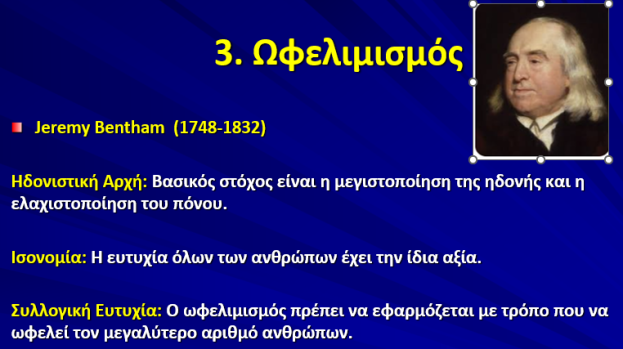 3. Ωφελιμισμός
Jeremy Bentham (1748-1832)
Ηδονιστική Αρχή: Βασικός στόχος είναι η μεγιστοποίηση της ηδονής και η
ελαχιστοποίηση του πόνου.
Ισονομία: Η ευτυχία όλων των ανθρώπων έχει την ίδια αξία.
Συλλογική Ευτυχία: Ο ωφελιμισμός πρέπει να εφαρμόζεται με τρόπο που να
ωφελεί τον μεγαλύτερο αριθμό ανθρώπων.